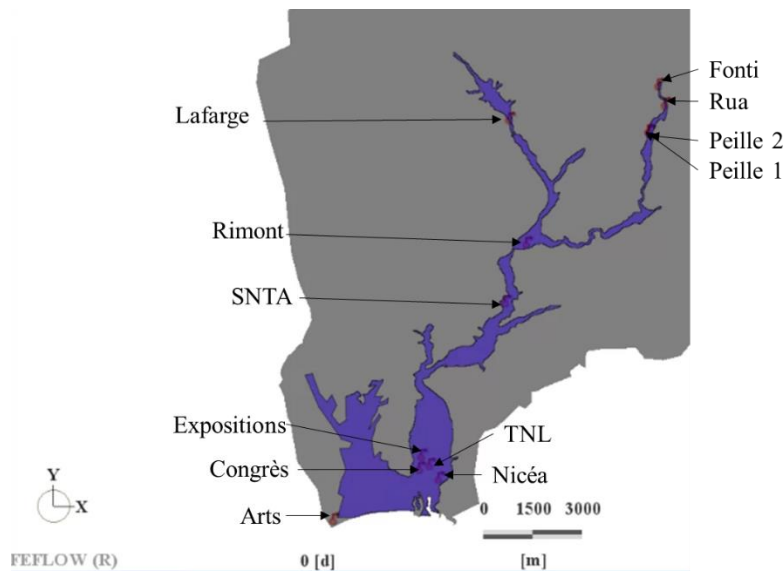 Fonti
Rua
Lafarge
Peille 2
Peille 1
Rimont
SNTA
Expositions
TNL
Congrès
Nicéa
Y
X
Arts
0 1500 3000
FEFLOW (R)
0 [d]
[m]